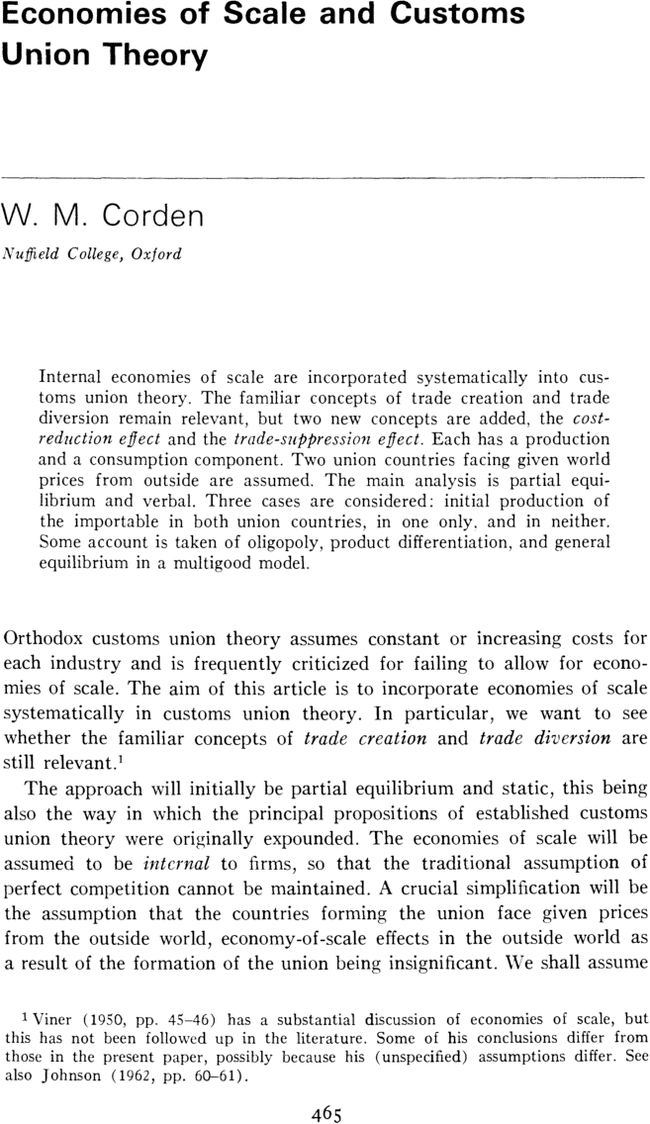 Economies of Scale and Customs
Union Theory
W. M. Corden
Nuffield College, Oxford
Internal economies of scale are incorporated systematically into cus-
toms union theory. The familiar concepts of trade creation and trade
diversion remain relevant, but two new concepts are added, the cost-
reduction effect and the trade-suppression effect. Each has a production
and a consumption component. Two union countries facing given world
prices from outside are assumed. The main analysis is partial equi-
librium and verbal. Three cases are considered: initial production of
the importable in both union countries, in one only, and in neither.
Some account is taken of oligopoly, product differentiation, and general
equilibrium in a multigood model.
Orthodox customs union theory assumes constant or increasing costs for
each industry and is frequently criticized for failing to allow for econo-
mies of scale. The aim of this article is to incorporate economies of scale
systematically in customs union theory. In particular, we want to see
whether the familiar concepts of trade creation and trade diversion are
still relevant.¹
The approach will initially be partial equilibrium and static, this being
also the way in which the principal propositions of established customs
union theory were originally expounded. The economies of scale will be
assumed to be internal to firms, so that the traditional assumption of
perfect competition cannot be maintained. A crucial simplification will be
the assumption that the countries forming the union face given prices
from the outside world, economy-of-scale effects in the outside world as
a result of the formation of the union being insignificant. We shall assume
¹ Viner (1950, pp. 45–46) has a substantial discussion of economies of scale, but
this has not been followed up in the literature. Some of his conclusions differ from
those in the present paper, possibly because his (unspecified) assumptions differ. See
also Johnson (1962, pp. 60–61).
465